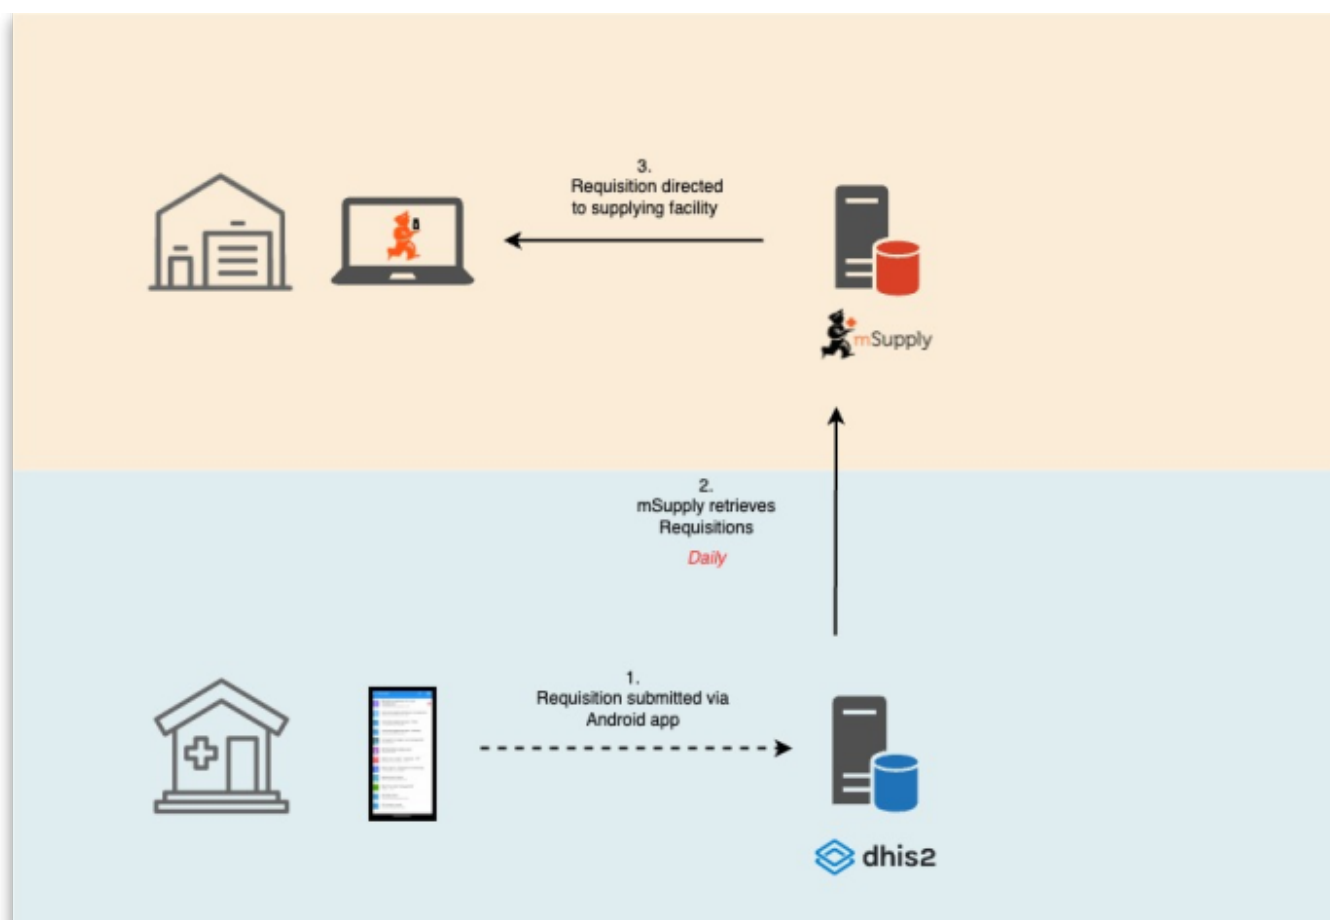 3.
Requisition directed
to supplying facility
mSupply
2.
mSupply retrieves
Requisitions
Daily
1.
Requisition submitted via
Android app
dhis2